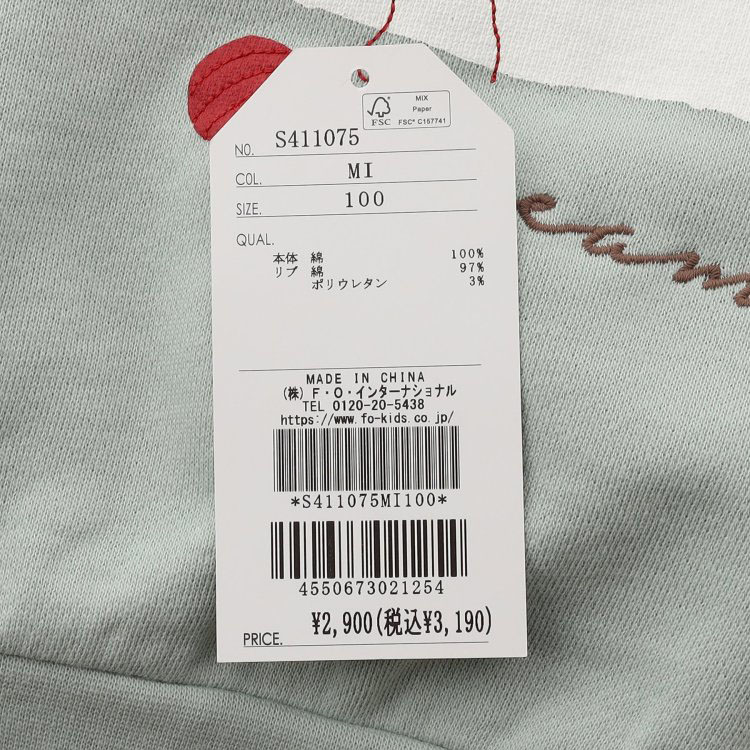 FSC
MIX
Paper
FSC® C157741
NO. S411075
COL. MI
SIZE. 100
QUAL.
本体 綿 100%
リブ 綿 97%
ポリウレタン 3%
MADE IN CHINA
(株) F・O・インターナショナル
TEL 0120-20-5438
https://www.fo-kids.co.jp/
*S411075MI100*
4550673021254
PRICE. ¥2,900(税込¥3,190)